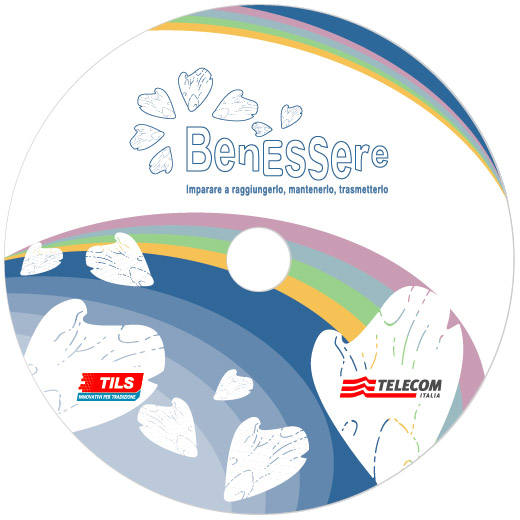 BenESSere
Imparare a raggiungerlo, mantenerlo, trasmetterlo
TILS
INNOVATIVI PER TRADIZIONE
TELECOM
ITALIA